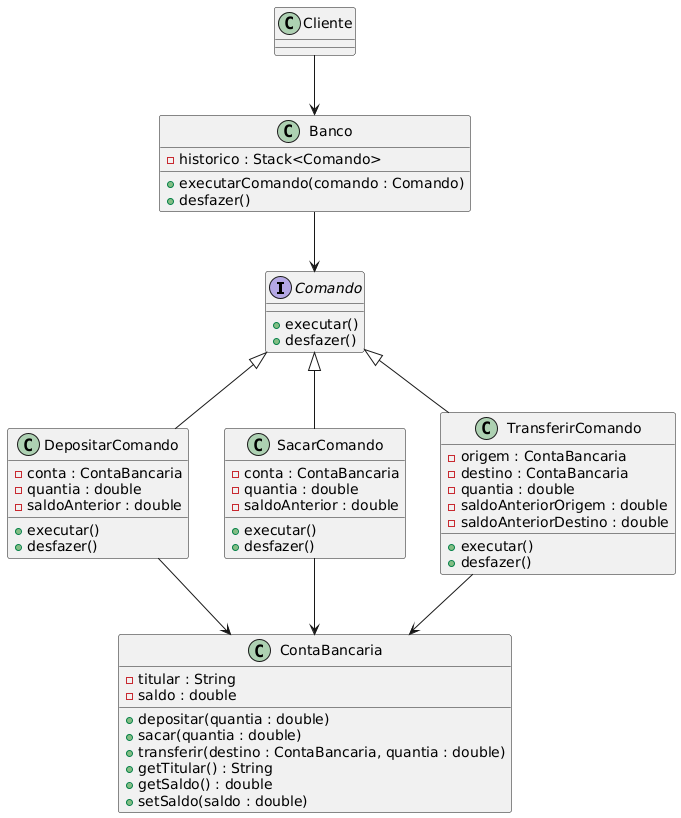 C Cliente
C Banco
historico : Stack<Comando>
executarComando(comando : Comando)
desfazer()
I Comando
executar()
desfazer()
C DepositarComando
conta : ContaBancaria
quantia : double
saldoAnterior : double
executar()
desfazer()
C SacarComando
conta : ContaBancaria
quantia : double
saldoAnterior : double
executar()
desfazer()
C TransferirComando
origem : ContaBancaria
destino : ContaBancaria
quantia : double
saldoAnteriorOrigem : double
saldoAnteriorDestino : double
executar()
desfazer()
C ContaBancaria
titular : String
saldo : double
depositar(quantia : double)
sacar(quantia : double)
transferir(destino : ContaBancaria, quantia : double)
getTitular() : String
getSaldo() : double
setSaldo(saldo : double)